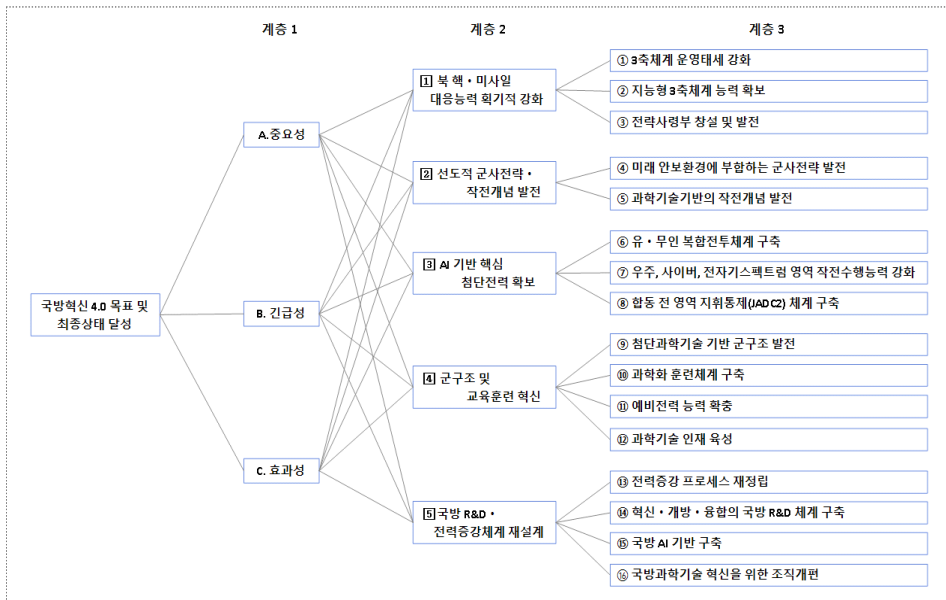 계층 1
계층 2
계층 3
국방혁신 4.0 목표 및
최종상태 달성
A.중요성
B. 긴급성
C. 효과성
1 북 핵・미사일
대응능력 획기적 강화
2 선도적 군사전략・
작전개념 발전
3 AI 기반 핵심
첨단전력 확보
4 군구조 및
교육훈련 혁신
5 국방 R&D・
전력증강체계 재설계
① 3축체계 운영태세 강화
② 지능형 3축체계 능력 확보
③ 전략사령부 창설 및 발전
④ 미래 안보환경에 부합하는 군사전략 발전
⑤ 과학기술기반의 작전개념 발전
⑥ 유・무인 복합전투체계 구축
⑦ 우주, 사이버, 전자기스펙트럼 영역 작전수행능력 강화
⑧ 합동 전 영역 지휘통제(JADC2) 체계 구축
⑨ 첨단과학기술 기반 군구조 발전
⑩ 과학화 훈련체계 구축
⑪ 예비전력 능력 확충
⑫ 과학기술 인재 육성
⑬ 전력증강 프로세스 재정립
⑭ 혁신・개방・융합의 국방 R&D 체계 구축
⑮ 국방 AI 기반 구축
⑯ 국방과학기술 혁신을 위한 조직개편